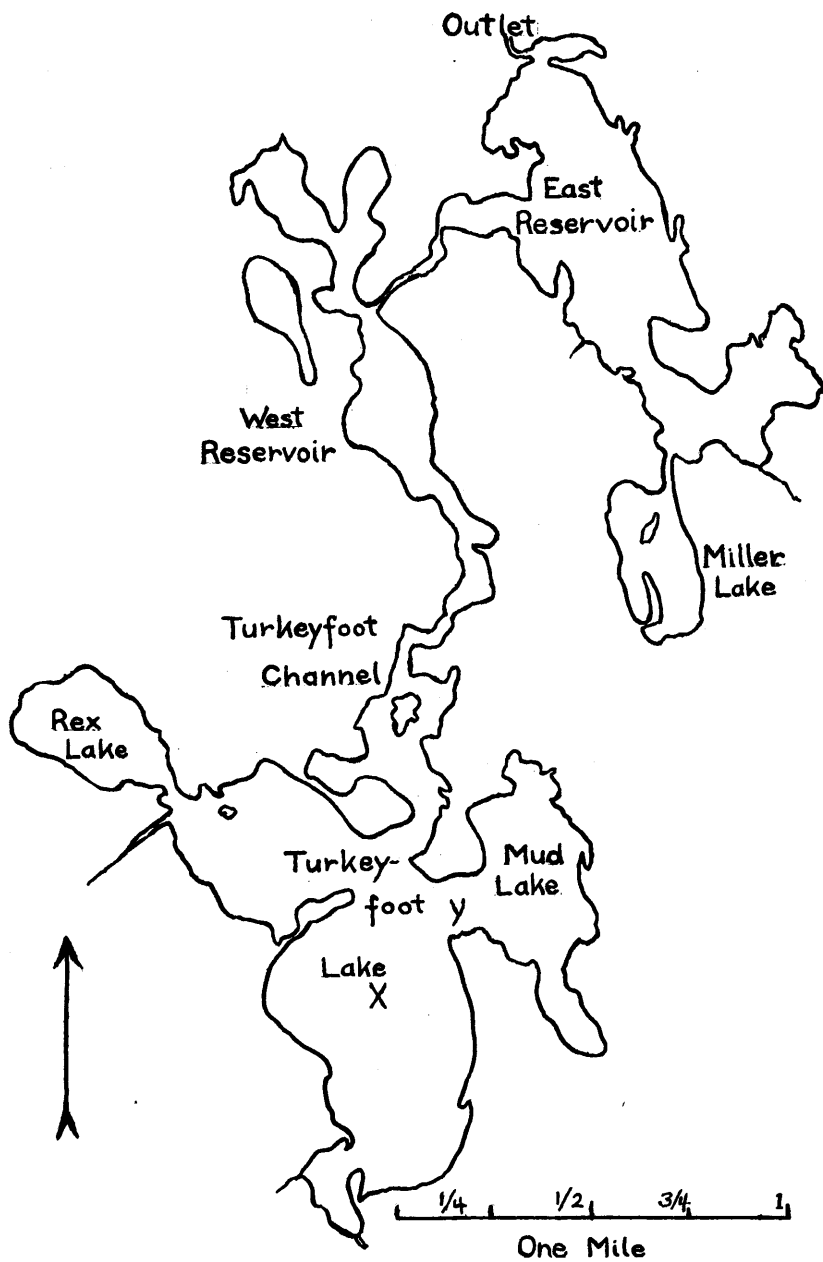 Outlet
East
Reservoir
West
Reservoir
Miller
Lake
Turkeyfoot
Channel
Rex
Lake
Turkey-
foot y
Mud
Lake
Lake
X
1/4 1/2 3/4 1
One Mile